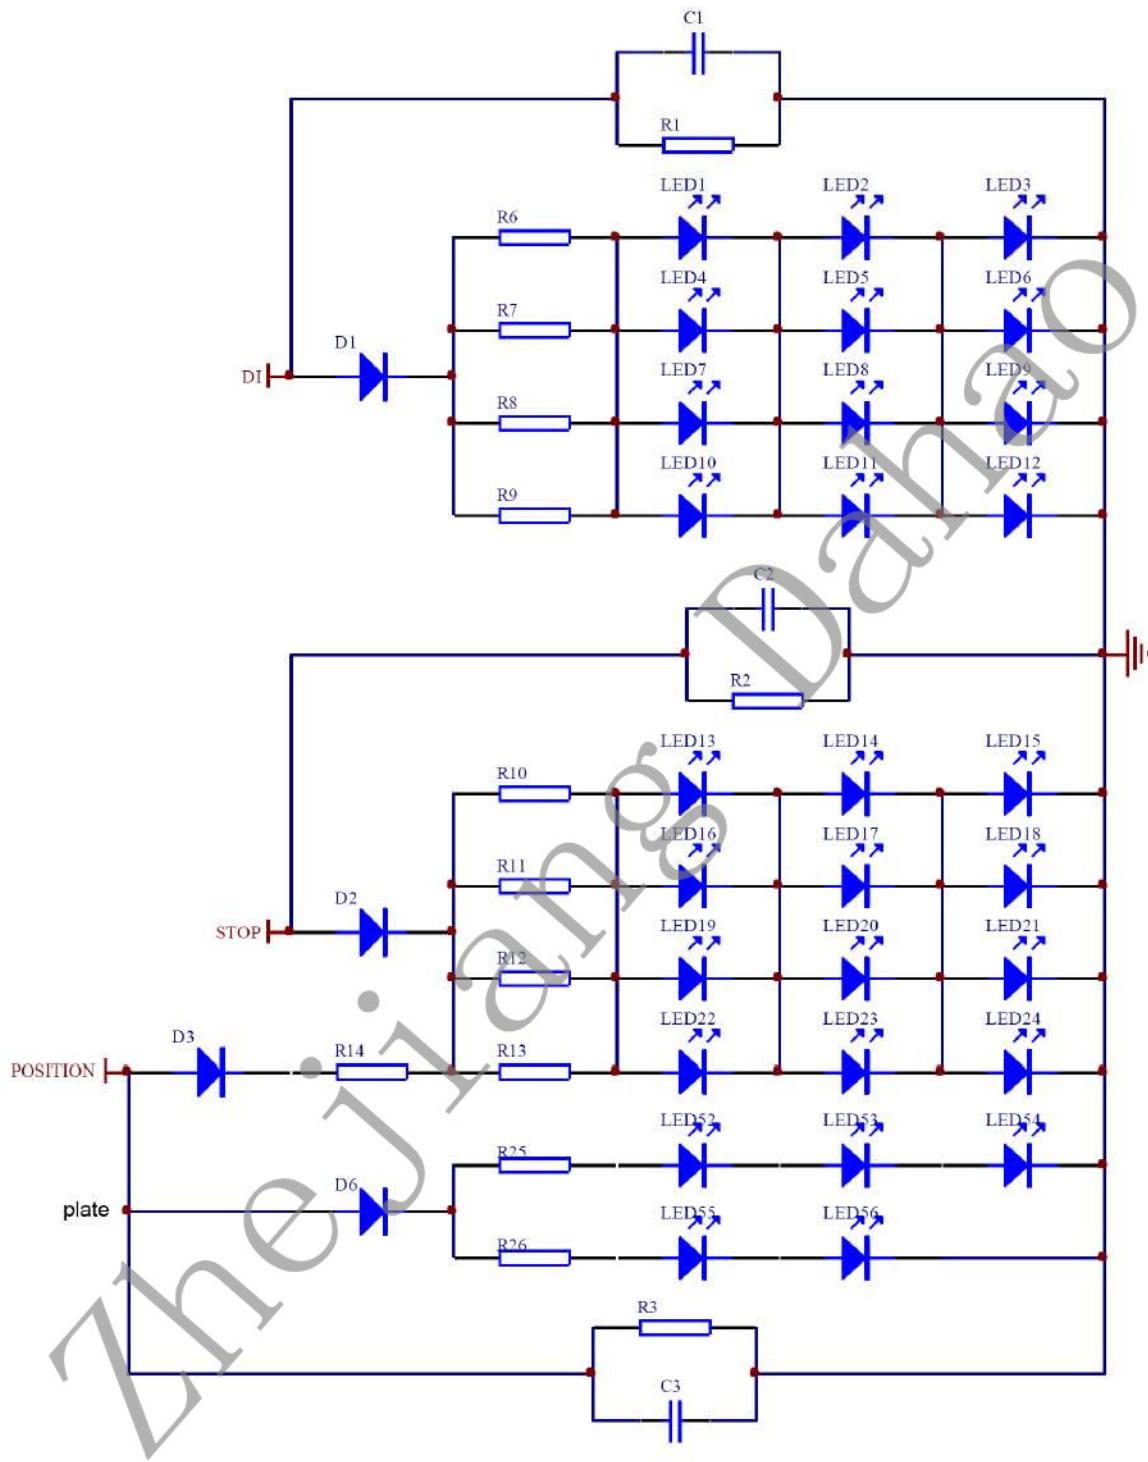 C1
R1
LED1 LED2 LED3
R6
LED4 LED5 LED6
R7
D1
LED7 LED8 LED9
DI
R8
LED10 LED11 LED12
R9
C2
R2
LED13 LED14 LED15
R10
LED16 LED17 LED18
R11
D2
LED19 LED20 LED21
STOP
R12
LED22 LED23 LED24
D3
R14 R13
POSITION
LED52 LED53 LED54
R25
D6
plate
LED55 LED56
R26
R3
C3
Zhejiang Dahao